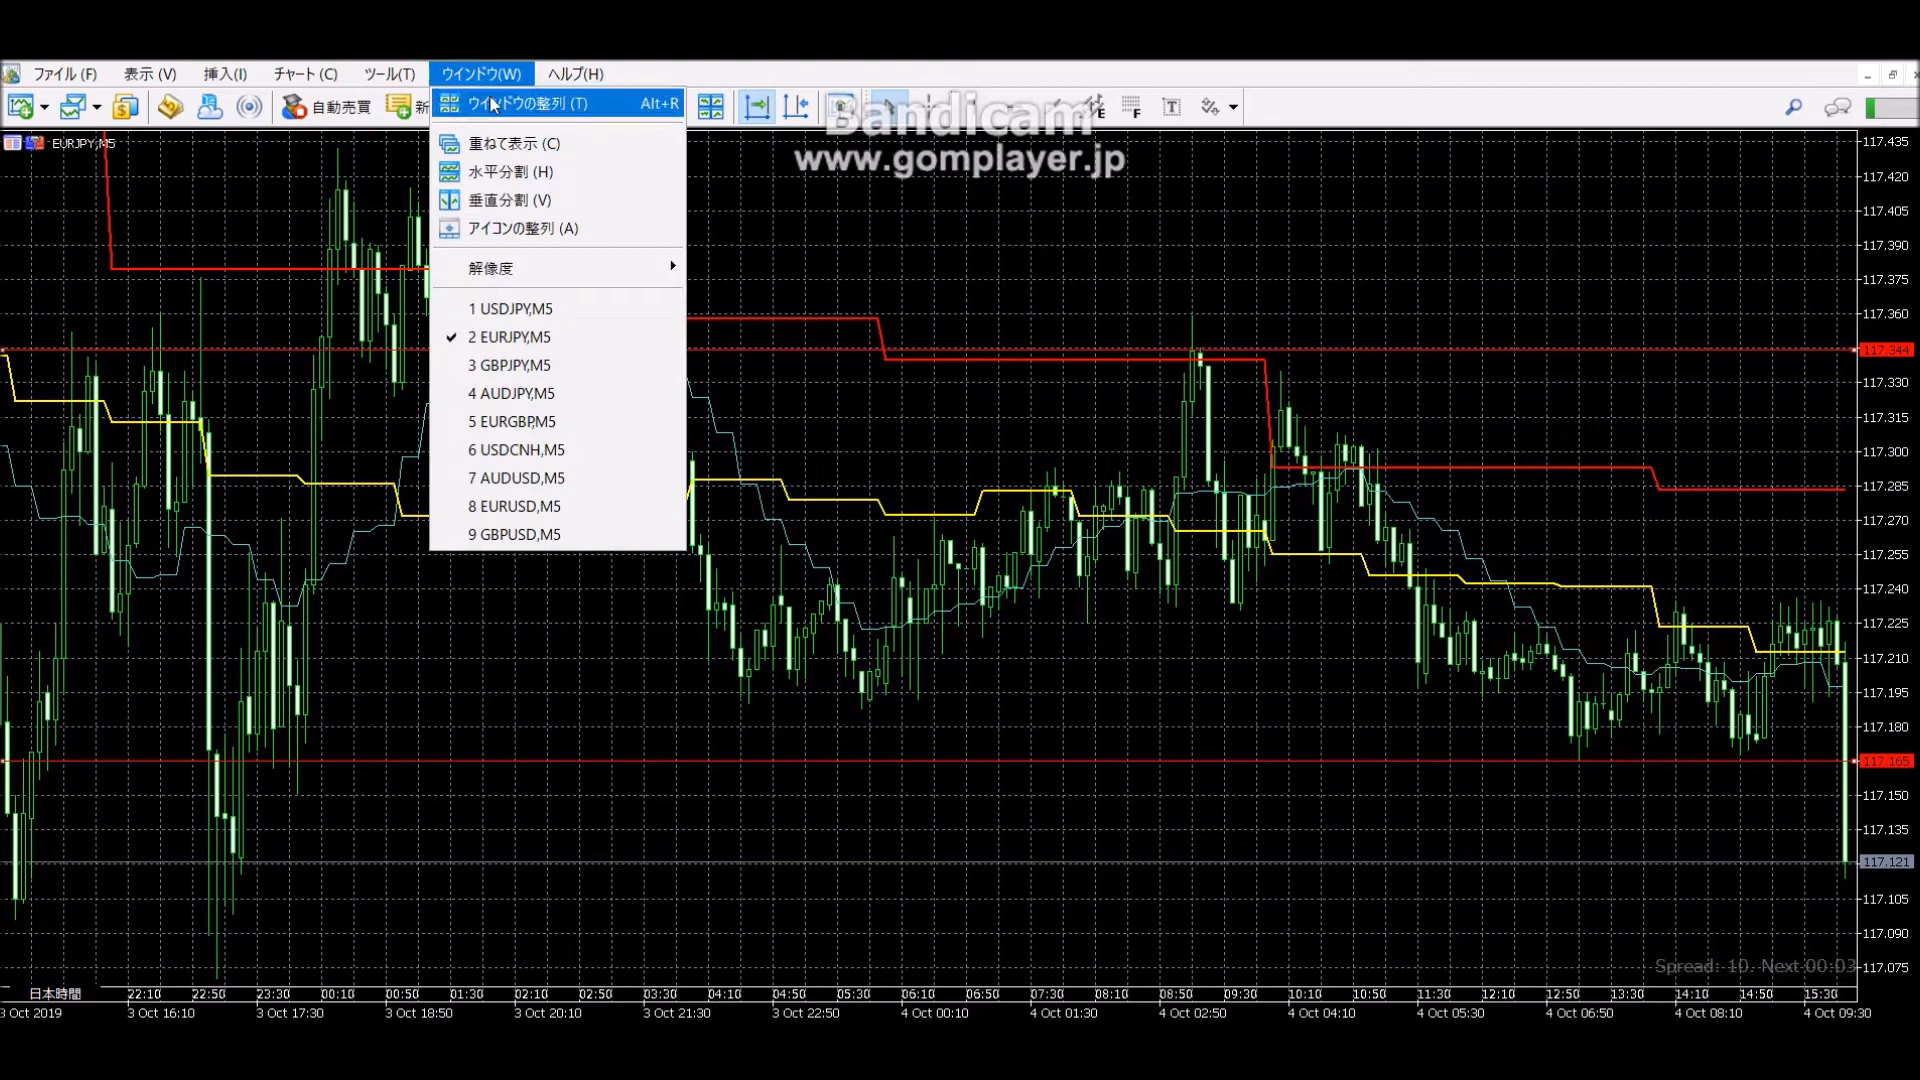 ファイル (F) 表示 (V) 挿入(I) チャート (C) ツール(T) ウインドウ(W) ヘルプ(H)
自動売買 新
ウインドウの整列 (T) Alt+R
重ねて表示 (C)
水平分割 (H)
垂直分割 (V)
アイコンの整列 (A)
解像度
1 USDJPY,M5
2 EURJPY,M5
3 GBPJPY,M5
4 AUDJPY,M5
5 EURGBP,M5
6 USDCNH,M5
7 AUDUSD,M5
8 EURUSD,M5
9 GBPUSD,M5
Bandicam
www.gomplayer.jp
EURJPY,M5
117.435
117.420
117.405
117.390
117.375
117.360
117.344
117.330
117.315
117.300
117.285
117.270
117.255
117.240
117.225
117.210
117.195
117.180
117.165
117.150
117.135
117.121
117.105
117.090
117.075
Spread: 10. Next 00:03
日本時間 22:10 22:50 23:30 00:10 00:50 01:30 02:10 02:50 03:30 04:10 04:50 05:30 06:10 06:50 07:30 08:10 08:50 09:30 10:10 10:50 11:30 12:10 12:50 13:30 14:10 14:50 15:30
3 Oct 2019 3 Oct 16:10 3 Oct 17:30 3 Oct 18:50 3 Oct 20:10 3 Oct 21:30 3 Oct 22:50 4 Oct 00:10 4 Oct 01:30 4 Oct 02:50 4 Oct 04:10 4 Oct 05:30 4 Oct 06:50 4 Oct 08:10 4 Oct 09:30